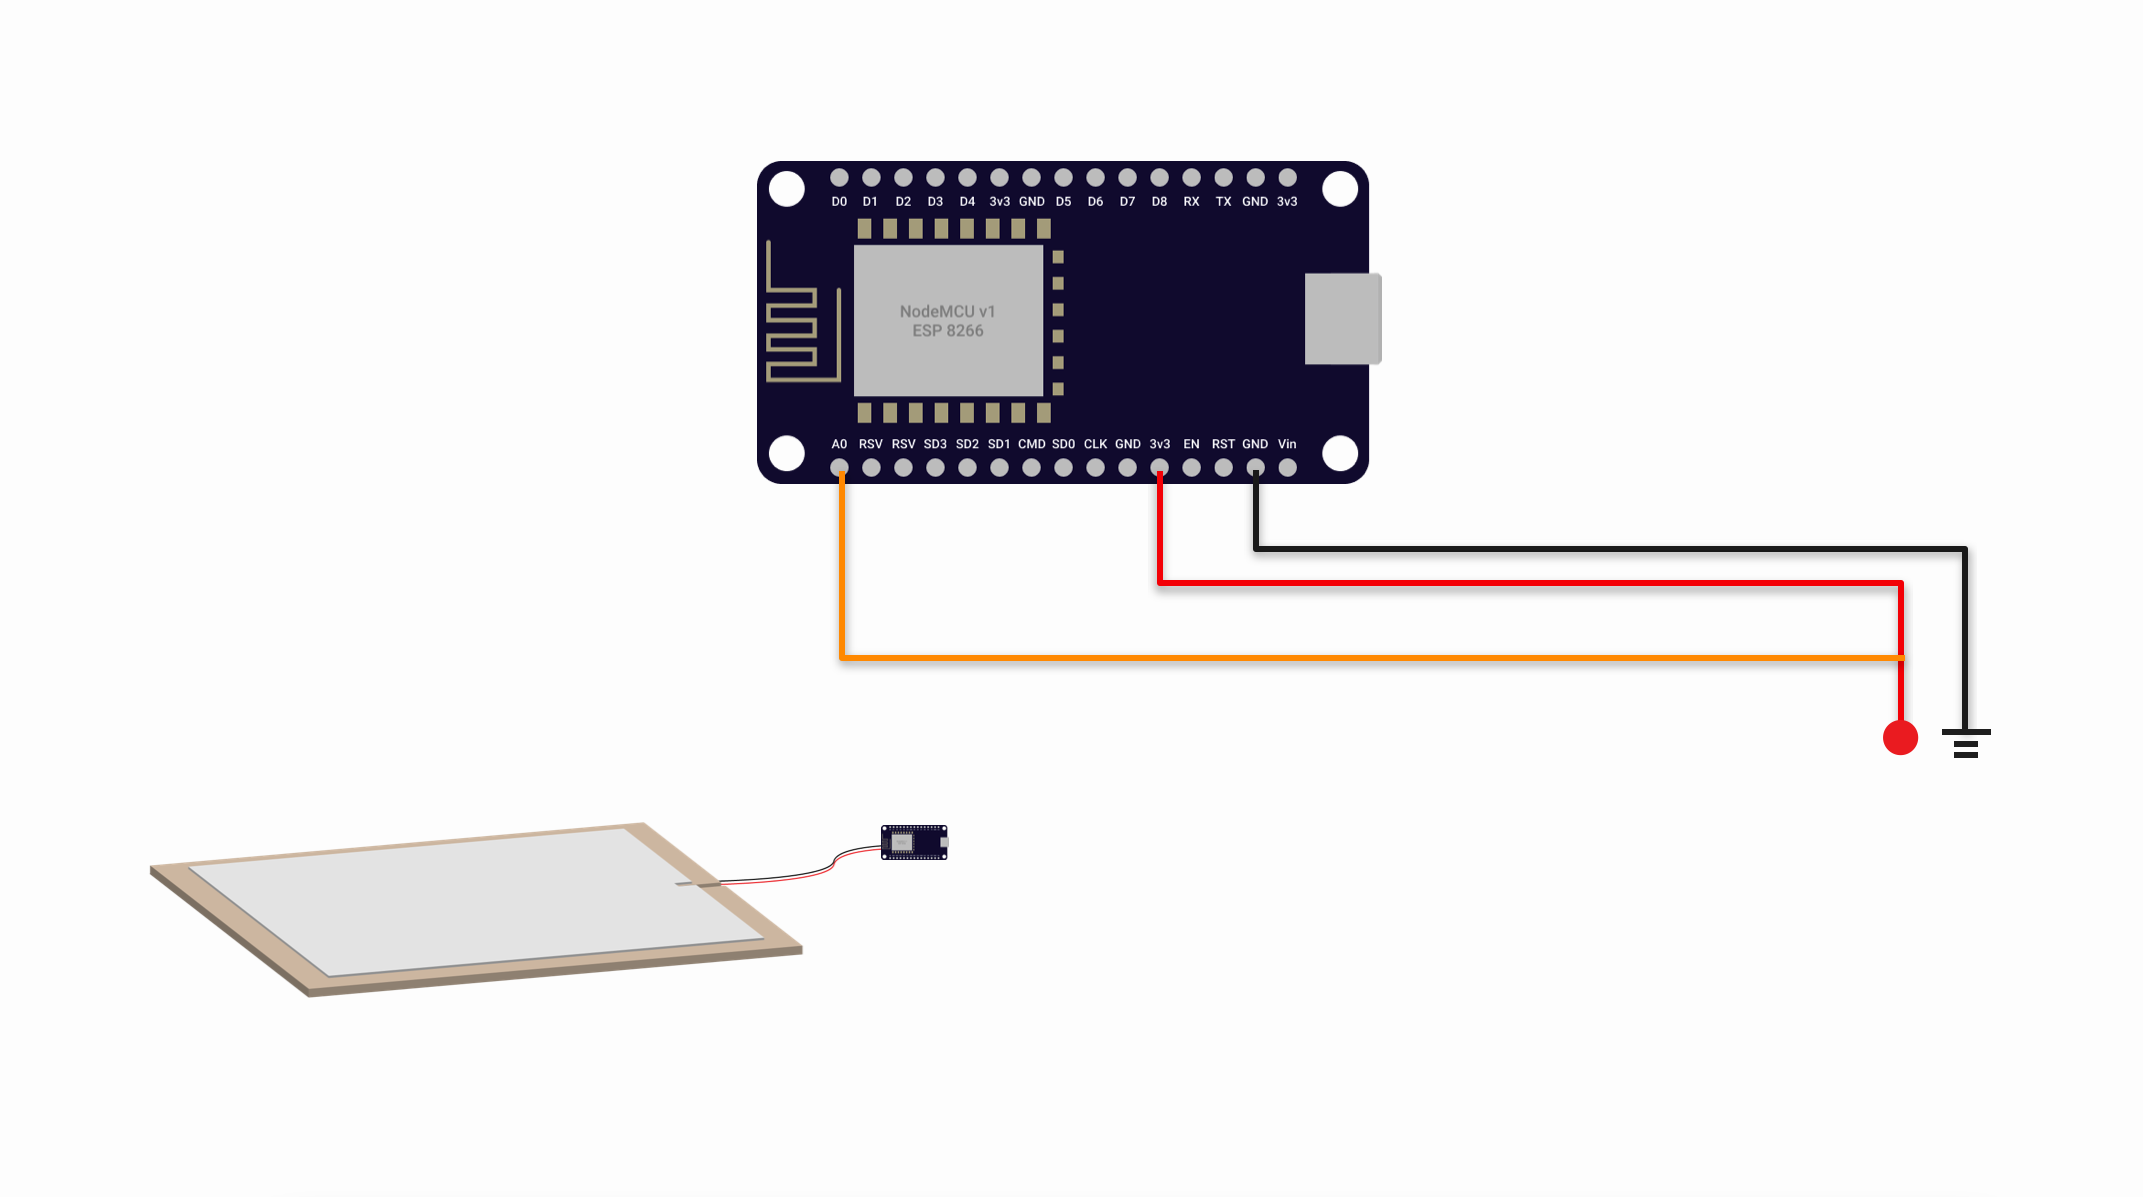 D0 D1 D2 D3 D4 3v3 GND D5 D6 D7 D8 RX TX GND 3v3
NodeMCU v1
ESP 8266
A0 RSV RSV SD3 SD2 SD1 CMD SD0 CLK GND 3v3 EN RST GND Vin